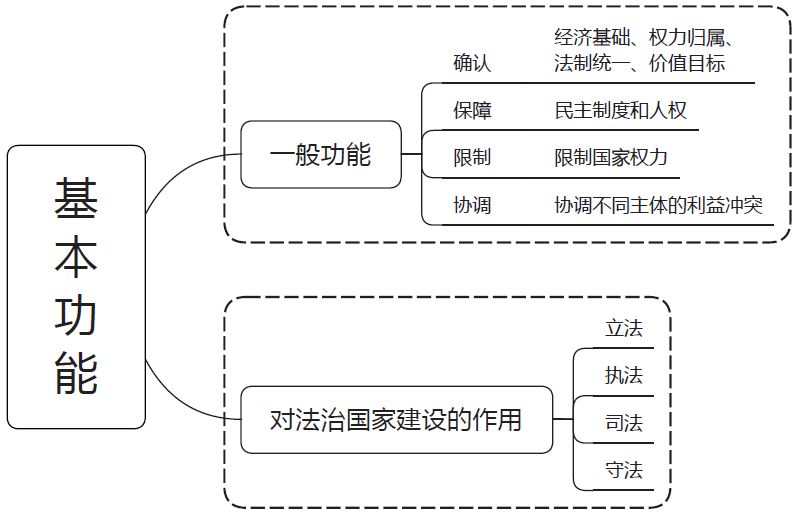 基本功能
一般功能
确认
经济基础、权力归属、
法制统一、价值目标
保障
民主制度和人权
限制
限制国家权力
协调
协调不同主体的利益冲突
对法治国家建设的作用
立法
执法
司法
守法